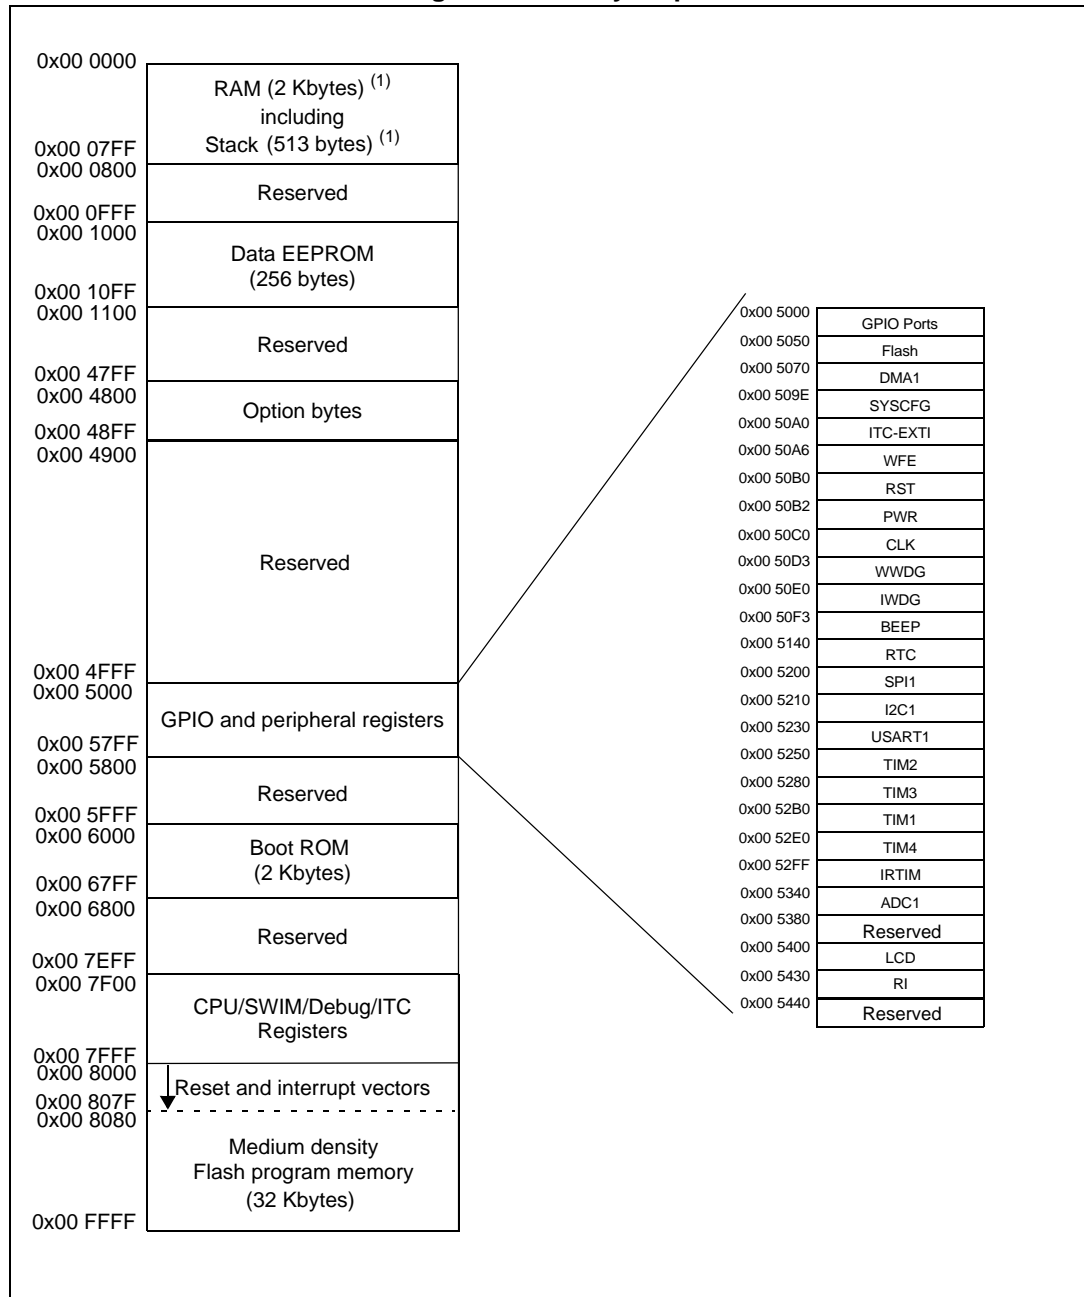 0x00 0000
RAM (2 Kbytes) (1)
including
Stack (513 bytes) (1)
0x00 07FF
0x00 0800
Reserved
0x00 0FFF
0x00 1000
Data EEPROM
(256 bytes)
0x00 10FF
0x00 1100
Reserved
0x00 47FF
0x00 4800
Option bytes
0x00 48FF
0x00 4900
Reserved
0x00 4FFF
0x00 5000
GPIO and peripheral registers
0x00 57FF
0x00 5800
Reserved
0x00 5FFF
0x00 6000
Boot ROM
(2 Kbytes)
0x00 67FF
0x00 6800
Reserved
0x00 7EFF
0x00 7F00
CPU/SWIM/Debug/ITC
Registers
0x00 7FFF
0x00 8000
Reset and interrupt vectors
0x00 807F
0x00 8080
Medium density
Flash program memory
(32 Kbytes)
0x00 FFFF
0x00 5000
GPIO Ports
0x00 5050
Flash
0x00 5070
DMA1
0x00 509E
SYSCFG
0x00 50A0
ITC-EXTI
0x00 50A6
WFE
0x00 50B0
RST
0x00 50B2
PWR
0x00 50C0
CLK
0x00 50D3
WWDG
0x00 50E0
IWDG
0x00 50F3
BEEP
0x00 5140
RTC
0x00 5200
SPI1
0x00 5210
I2C1
0x00 5230
USART1
0x00 5250
TIM2
0x00 5280
TIM3
0x00 52B0
TIM1
0x00 52E0
TIM4
0x00 52FF
IRTIM
0x00 5340
ADC1
0x00 5380
Reserved
0x00 5400
LCD
0x00 5430
RI
0x00 5440
Reserved